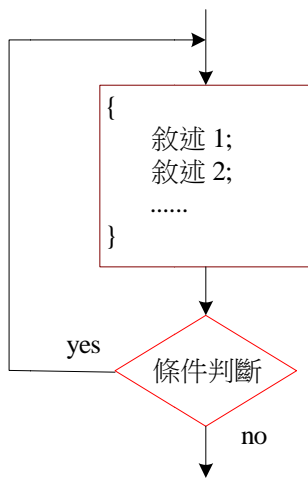 {
敘述 1;
敘述 2;
......
}
yes
條件判斷
no